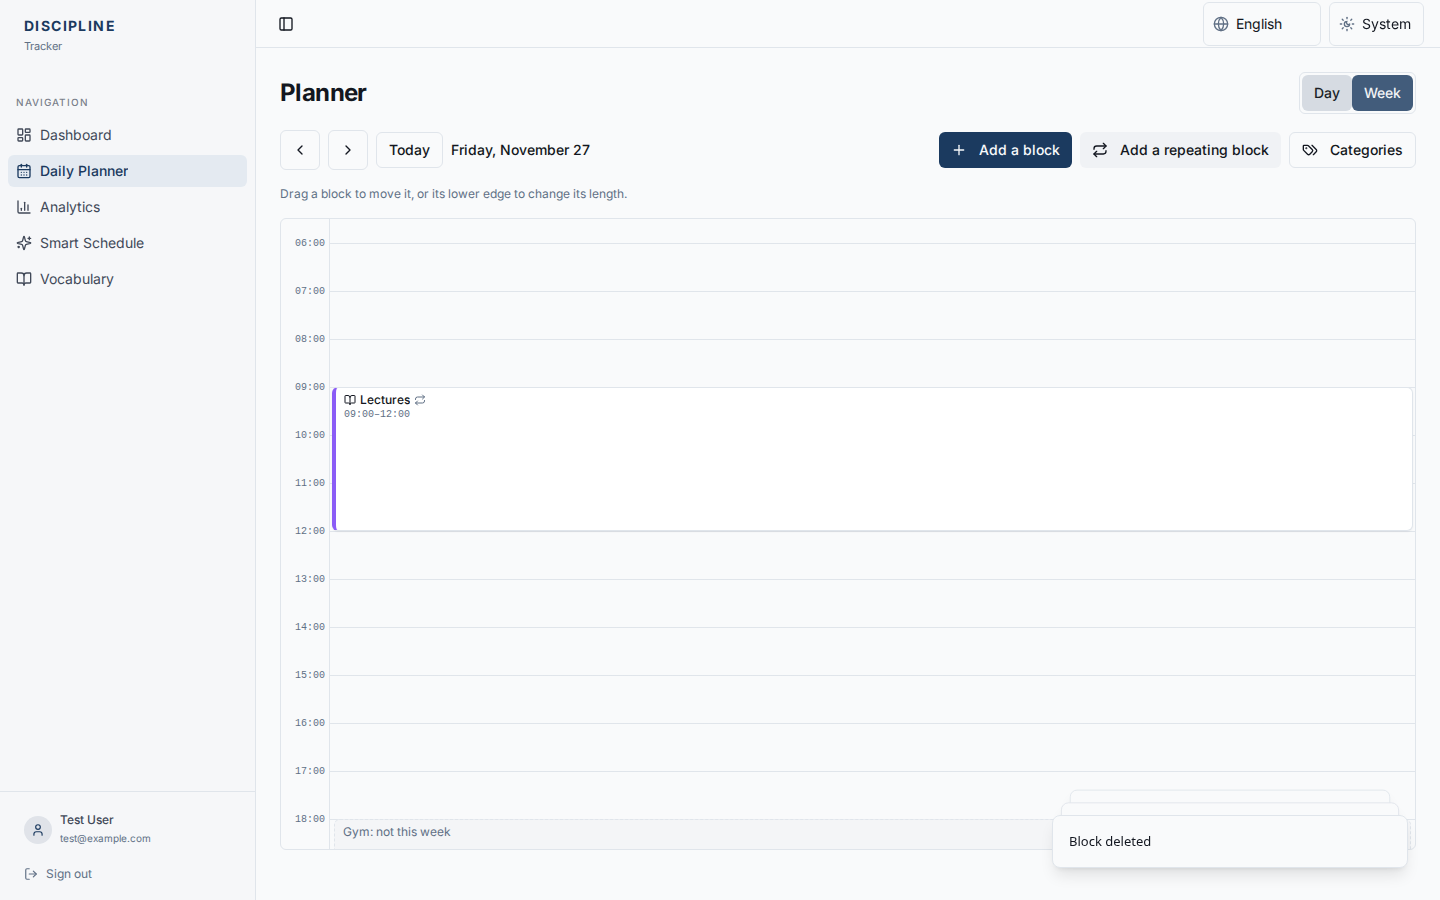 DISCIPLINE
Tracker
NAVIGATION
Dashboard
Daily Planner
Analytics
Smart Schedule
Vocabulary
Test User
test@example.com
Sign out
English
System
Planner
Day
Week
Today
Friday, November 27
Add a block
Add a repeating block
Categories
Drag a block to move it, or its lower edge to change its length.
06:00
07:00
08:00
09:00
Lectures
09:00–12:00
10:00
11:00
12:00
13:00
14:00
15:00
16:00
17:00
18:00
Gym: not this week
Block deleted